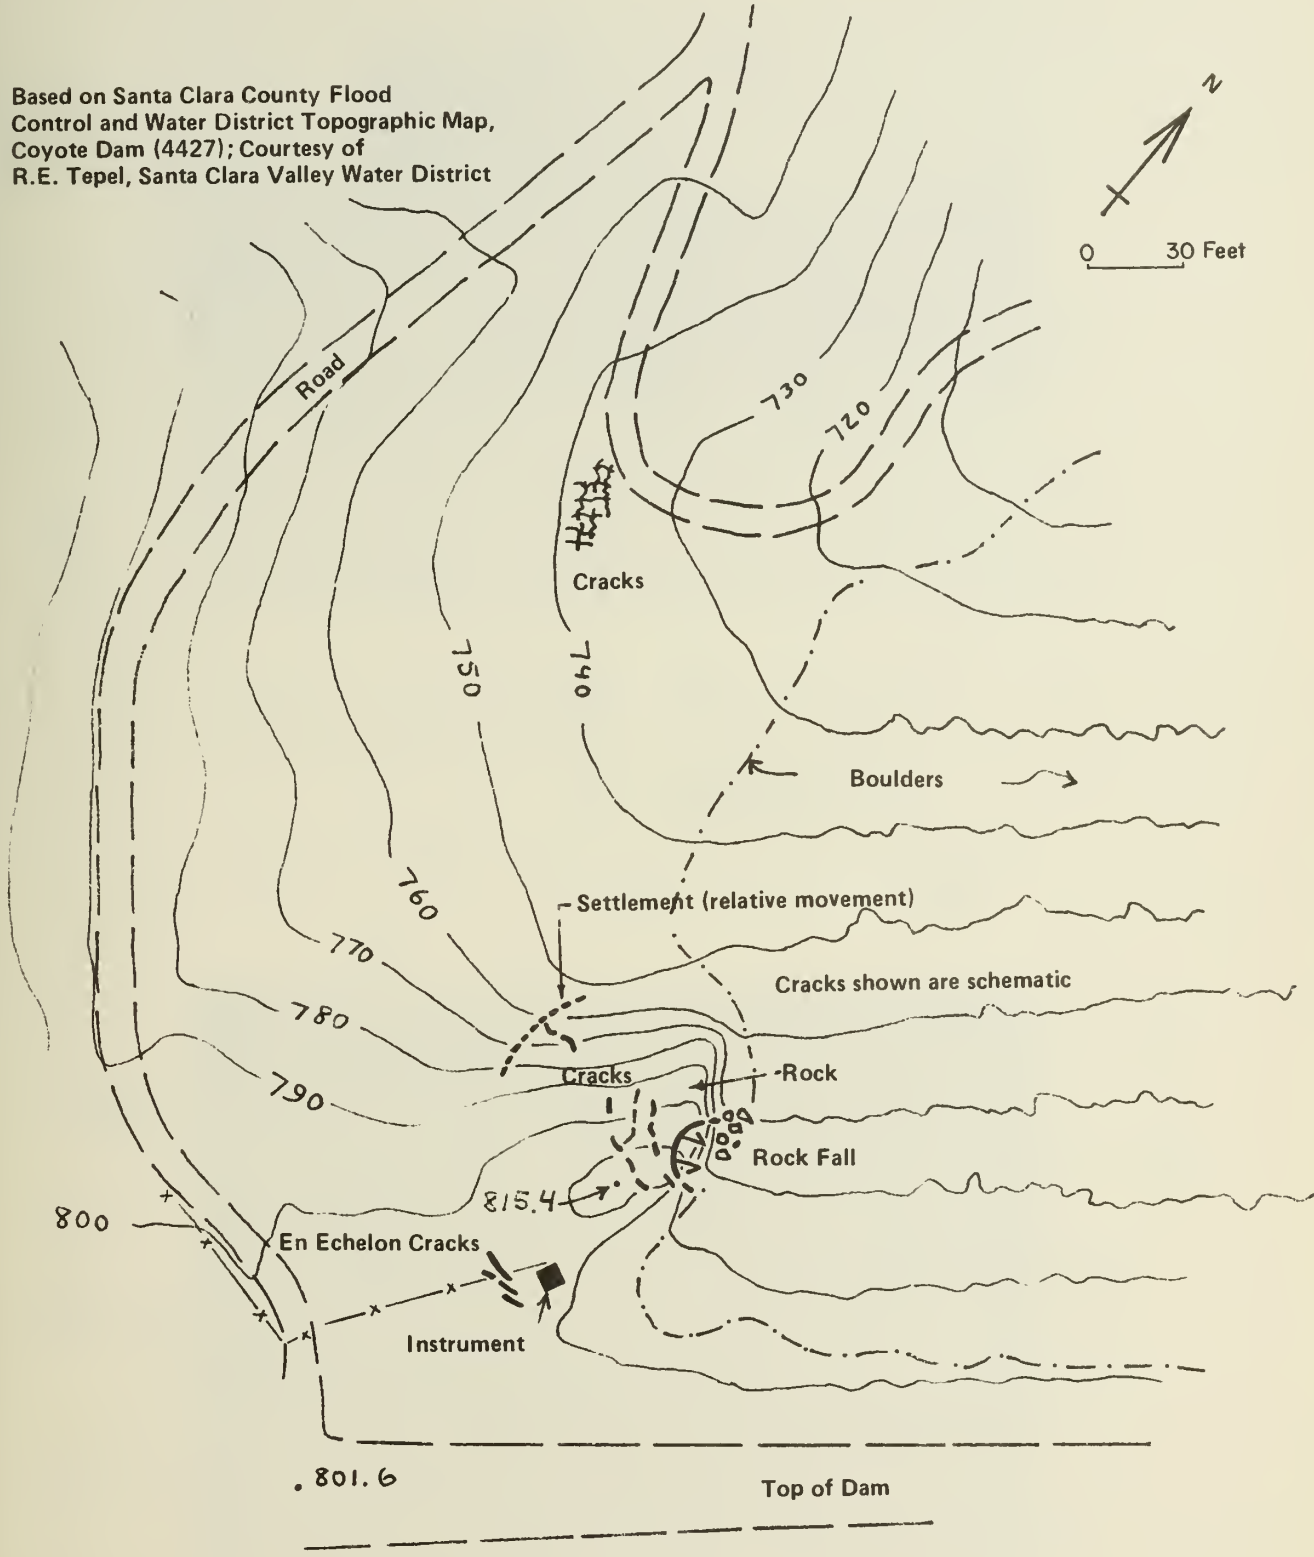 Based on Santa Clara County Flood
Control and Water District Topographic Map,
Coyote Dam (4427); Courtesy of
R.E. Tepel, Santa Clara Valley Water District
N
0 30 Feet
Road
730
720
Cracks
750
740
Boulders
760
Settlement (relative movement)
770
Cracks shown are schematic
780
Cracks
Rock
790
Rock Fall
815.4
800
En Echelon Cracks
Instrument
.801.6
Top of Dam